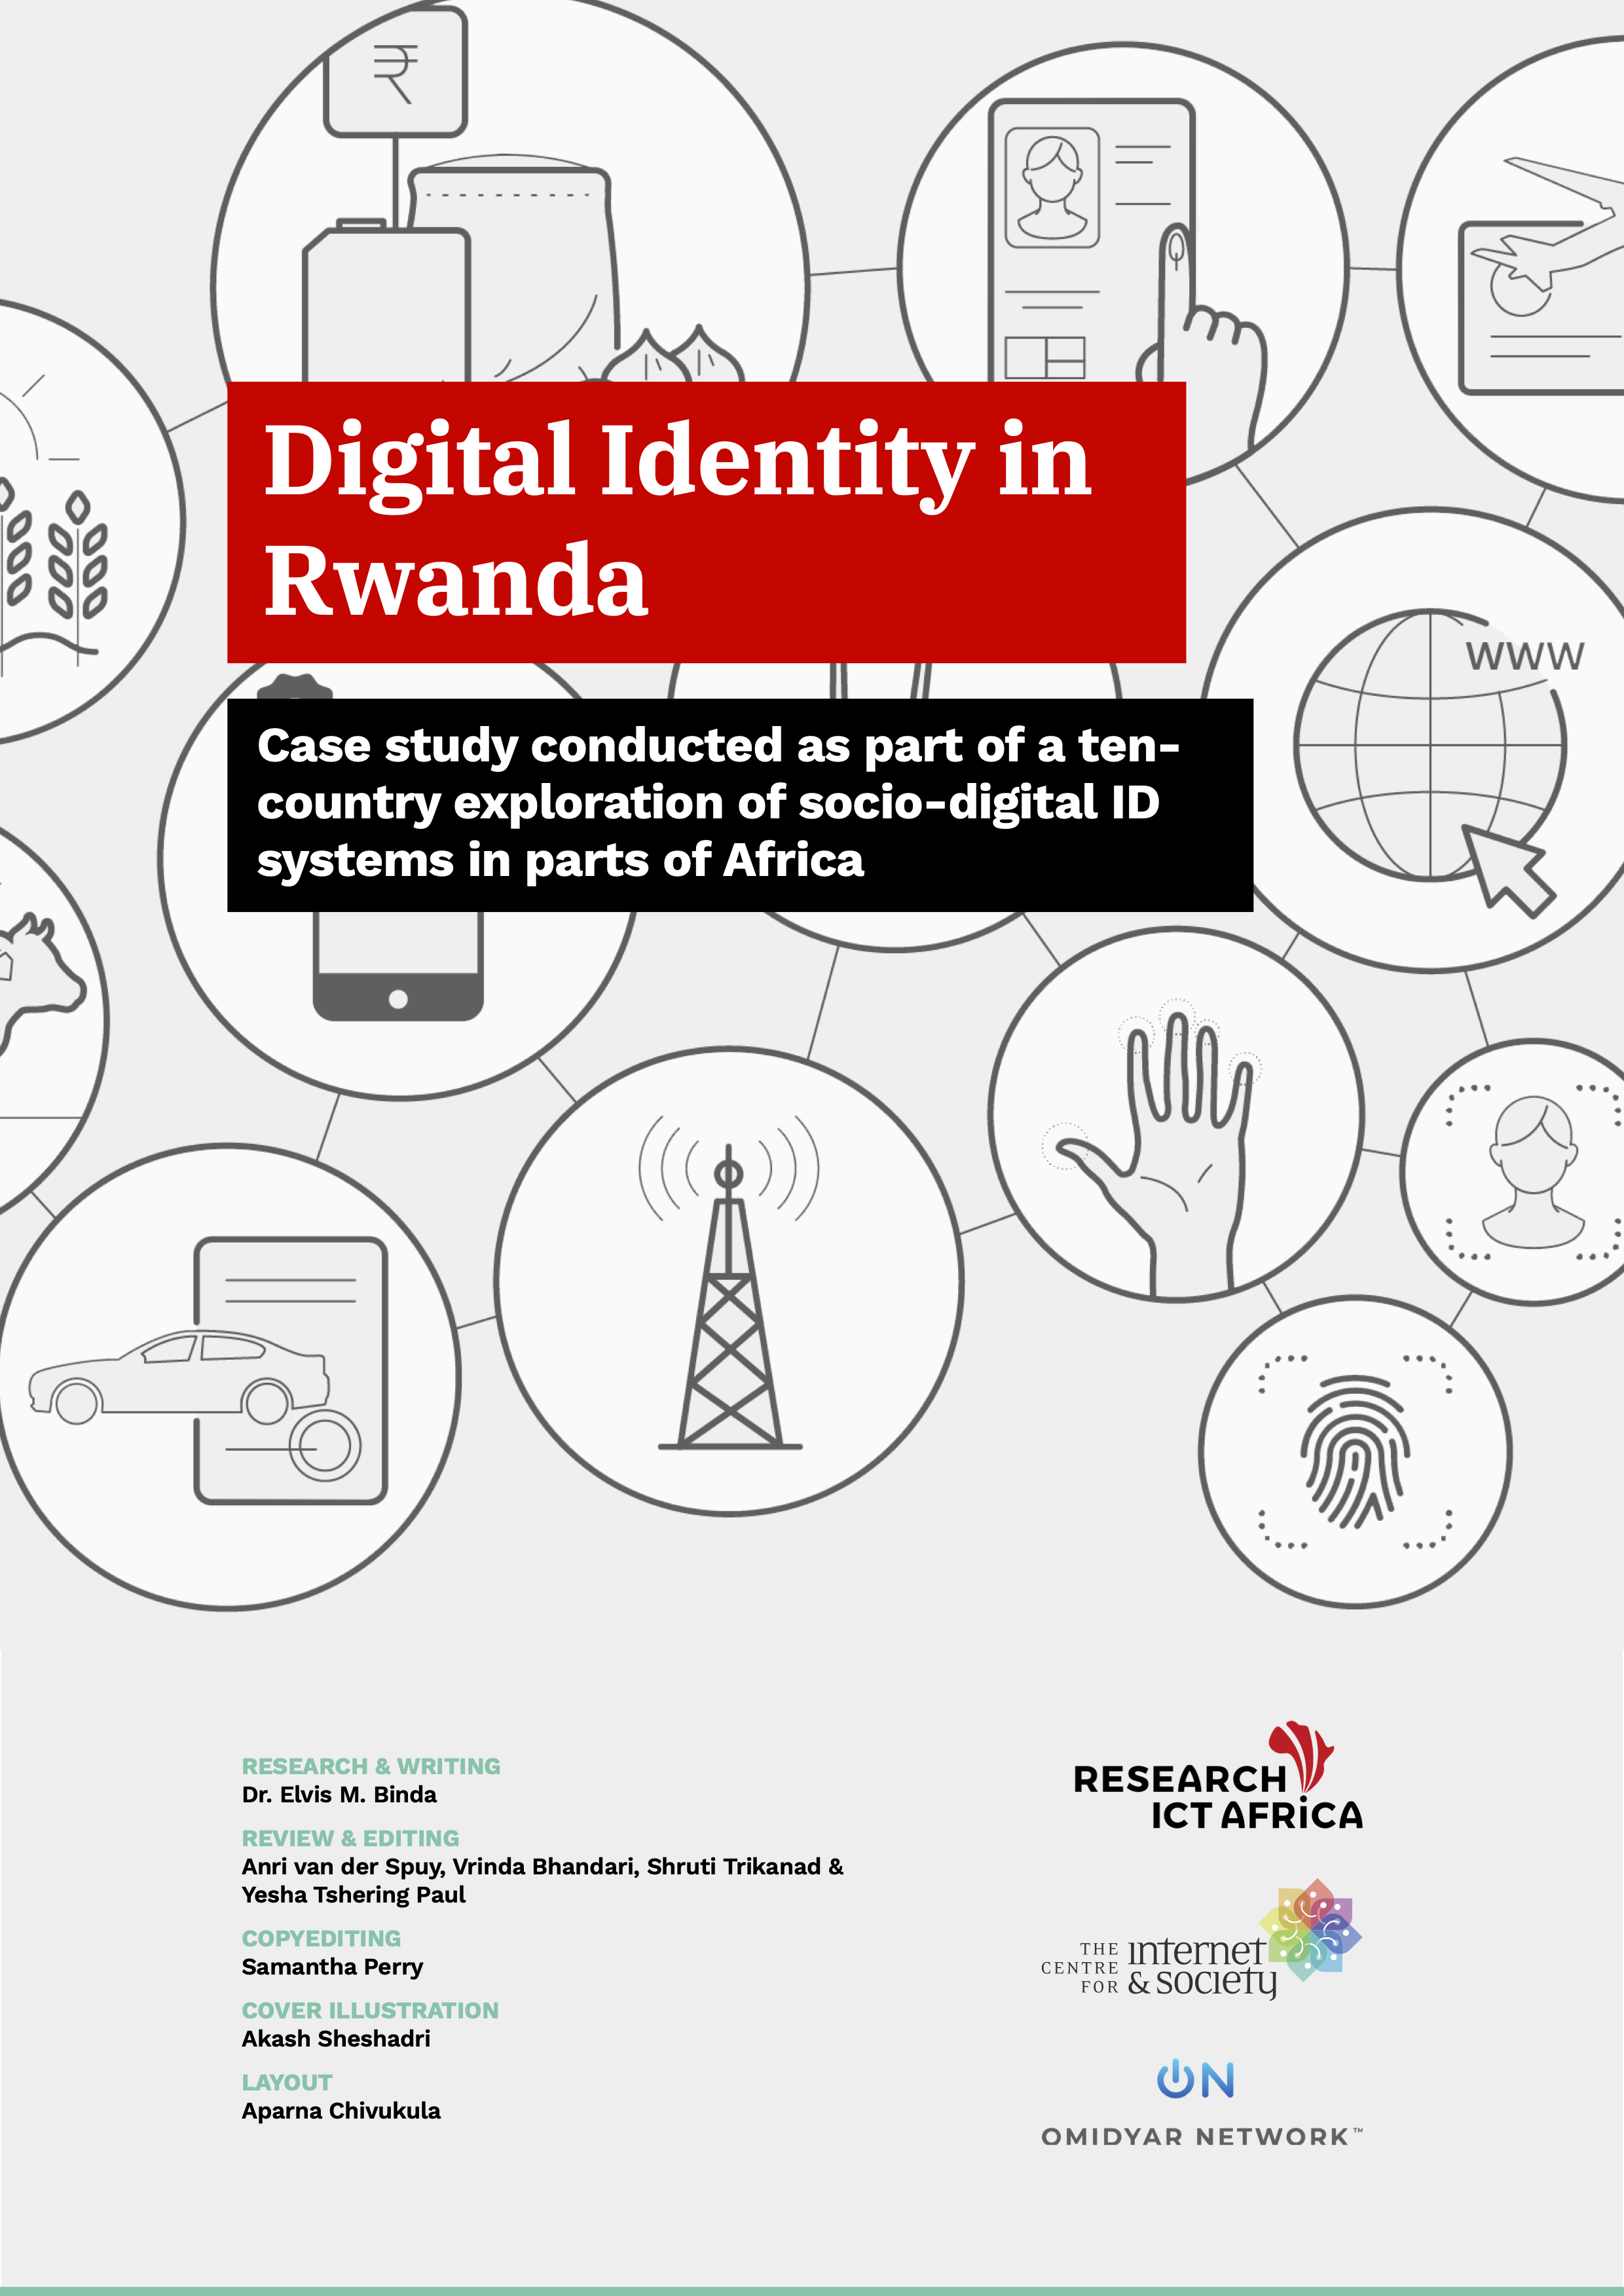 ₹
Digital Identity in
Rwanda
WWW
Case study conducted as part of a ten-
country exploration of socio-digital ID
systems in parts of Africa
RESEARCH & WRITING
Dr. Elvis M. Binda
REVIEW & EDITING
Anri van der Spuy, Vrinda Bhandari, Shruti Trikanad &
Yesha Tshering Paul
COPYEDITING
Samantha Perry
COVER ILLUSTRATION
Akash Sheshadri
LAYOUT
Aparna Chivukula
RESEARCH
ICT AFRiCA
THE
CENTRE
FOR
internet
& society
ON
OMIDYAR NETWORK™